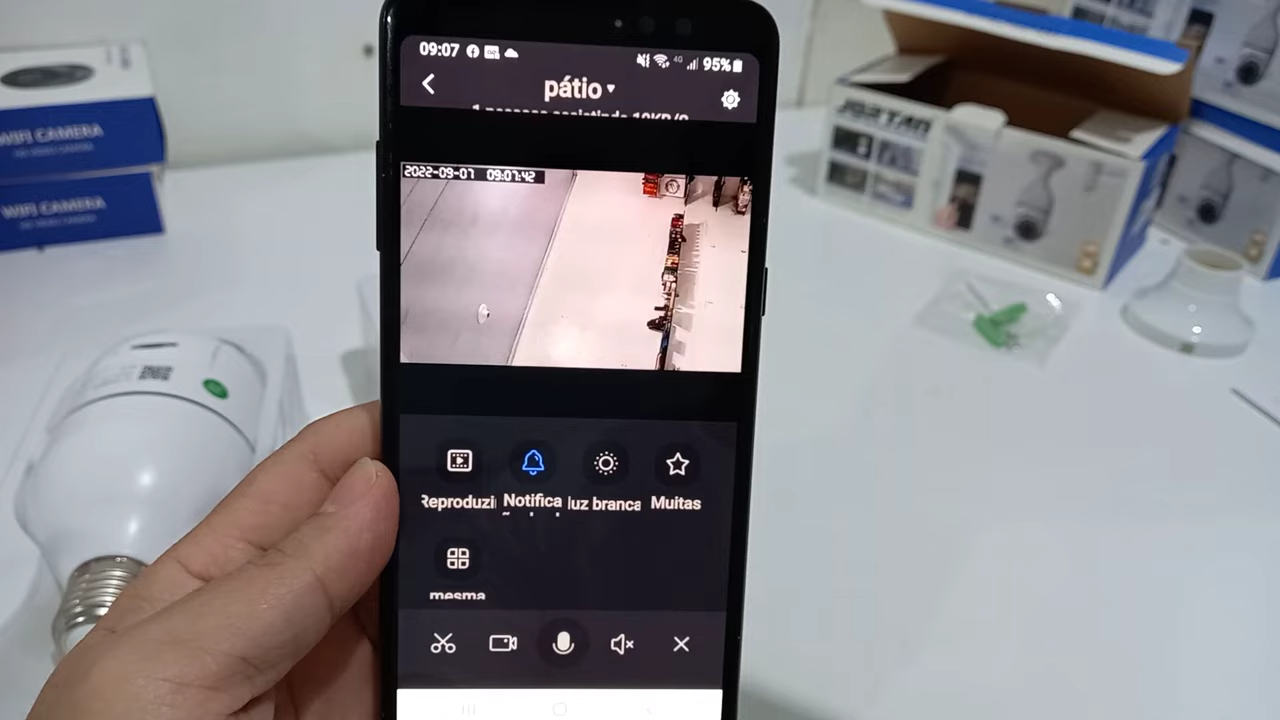 09:07
4G
95%
pátio
2022-09-07 09:07:42
Reproduzi
Notifica
luz branca
Muitas
mesma
WIFI CAMERA
WIFI CAMERA